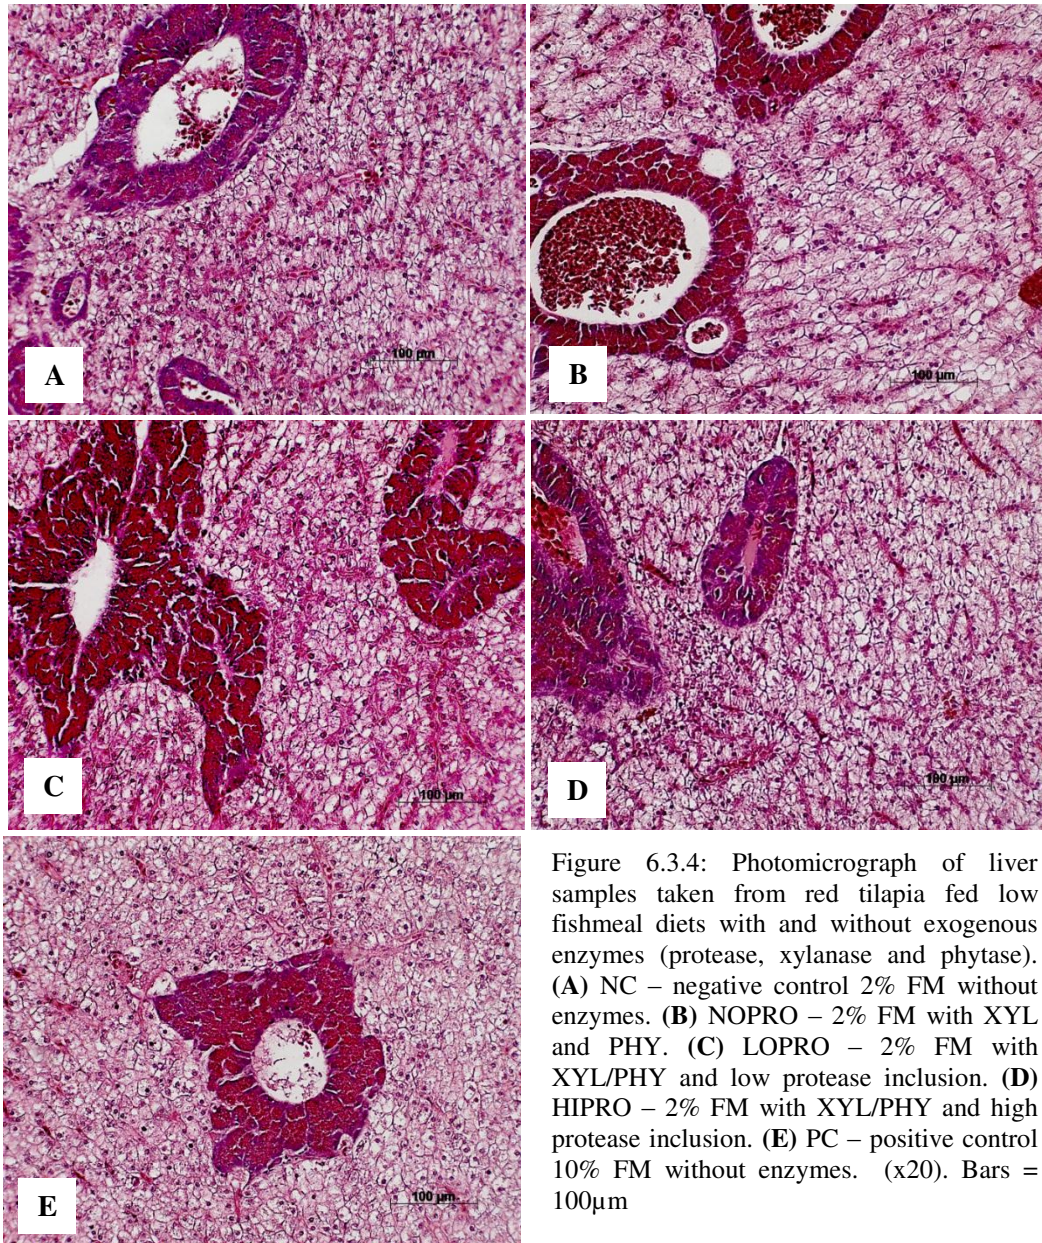 100 µm
A
100 µm
B
100 µm
C
100 µm
D
100 µm
E
Figure 6.3.4: Photomicrograph of liver
samples taken from red tilapia fed low
fishmeal diets with and without exogenous
enzymes (protease, xylanase and phytase).
(A) NC – negative control 2% FM without
enzymes. (B) NOPRO – 2% FM with XYL
and PHY. (C) LOPRO – 2% FM with
XYL/PHY and low protease inclusion. (D)
HIPRO – 2% FM with XYL/PHY and high
protease inclusion. (E) PC – positive control
10% FM without enzymes. (x20). Bars =
100µm